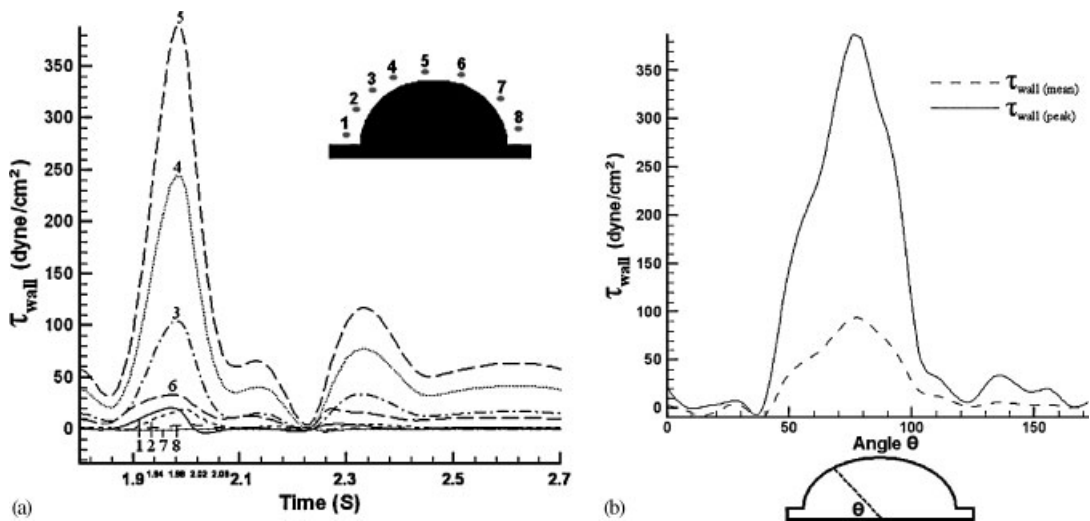 5
350
300
250
200
150
100
50
0
τwall (dyne/cm²)
4
3
6
1 2 7 8
1 2 3 4 5 6 7 8
1.9 1.94 1.98 2.02 2.1 2.3 2.5 2.7
Time (S)
(a)
350
300
250
200
150
100
50
0
τwall (dyne/cm²)
τwall (mean)
τwall (peak)
0 50 100 150
Angle θ
θ
(b)